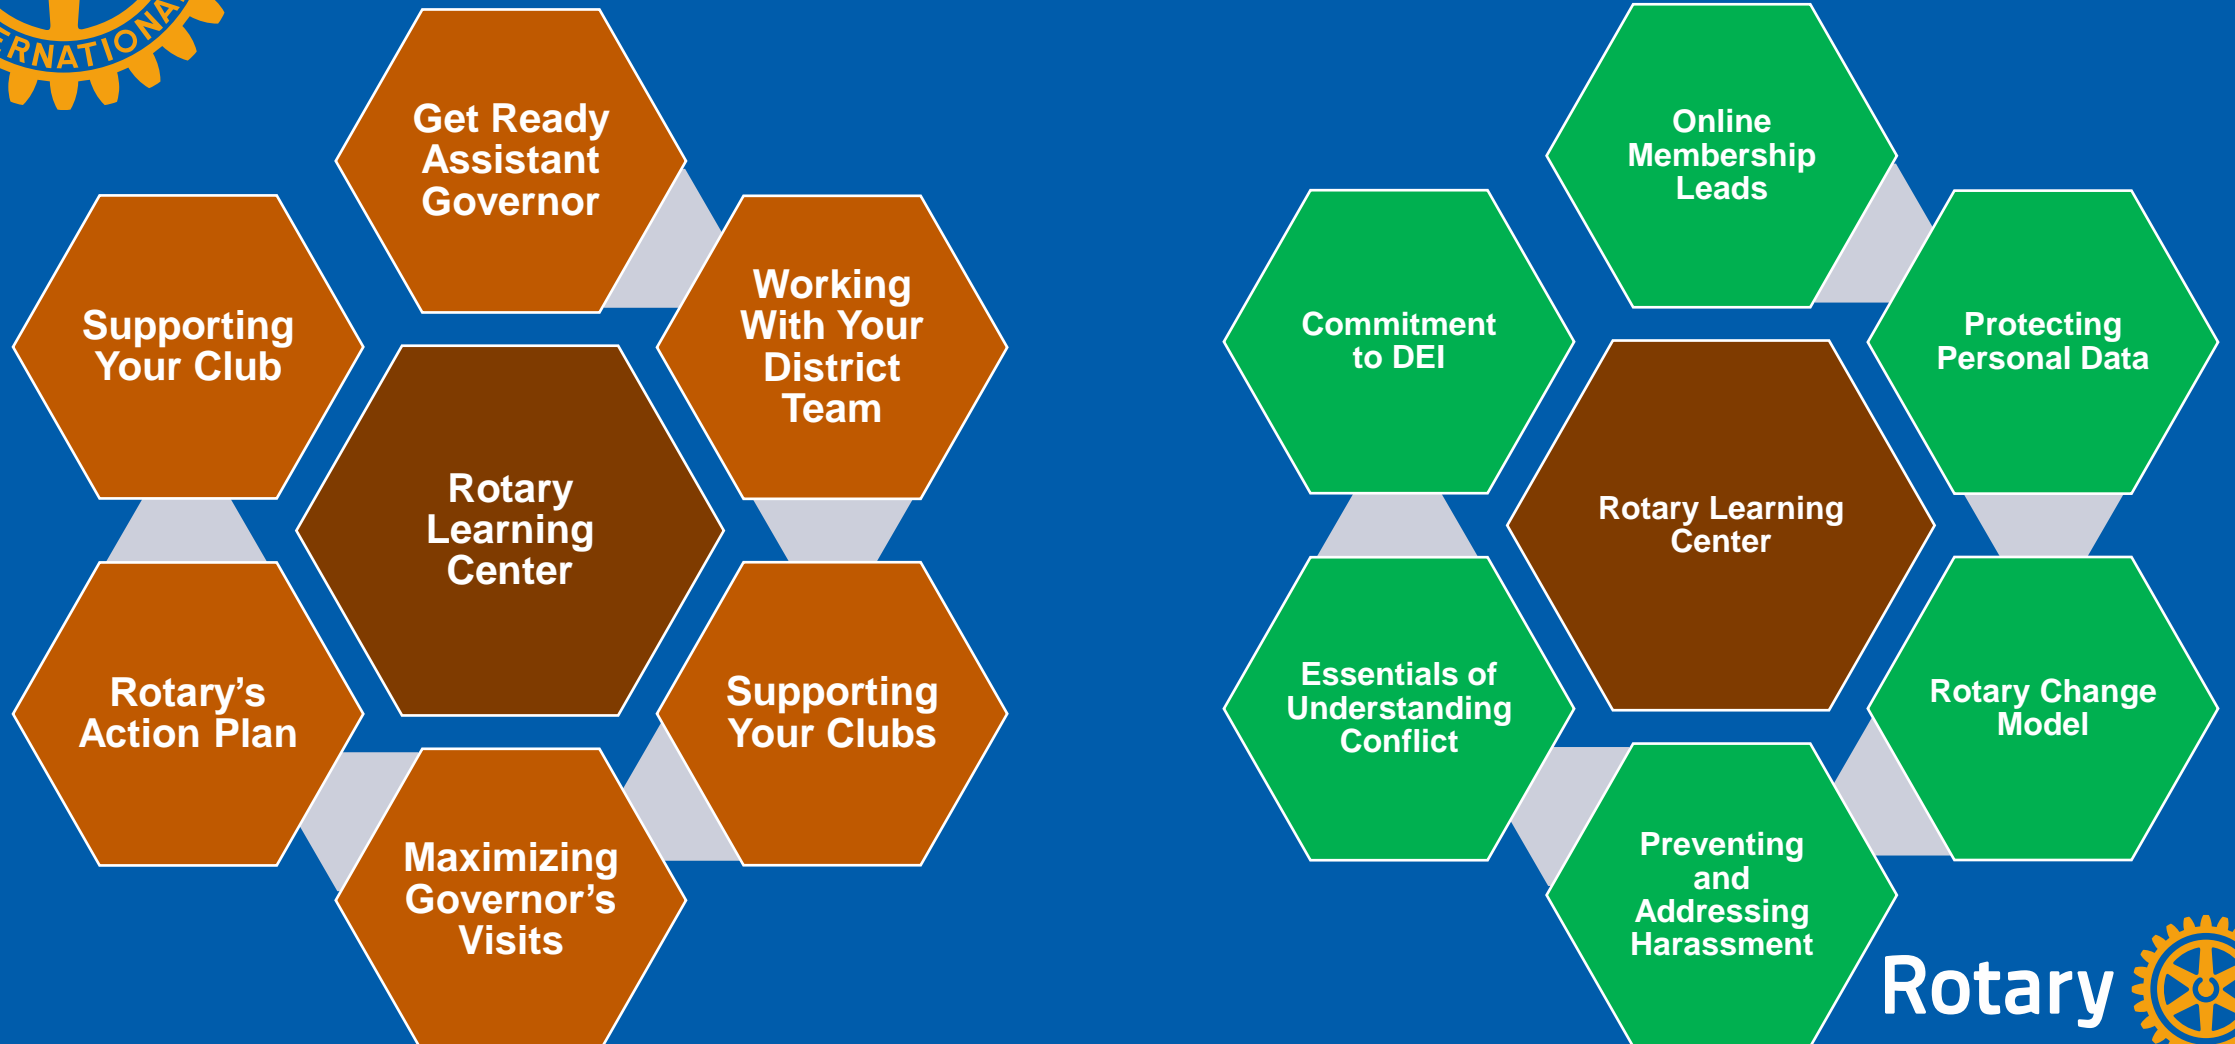 Get Ready
Assistant
Governor
Working
With Your
District
Team
Supporting
Your Clubs
Maximizing
Governor’s
Visits
Rotary’s
Action Plan
Supporting
Your Club
Rotary
Learning
Center
Online
Membership
Leads
Protecting
Personal Data
Rotary Change
Model
Preventing
and
Addressing
Harassment
Essentials of
Understanding
Conflict
Commitment
to DEI
Rotary Learning
Center
Rotary